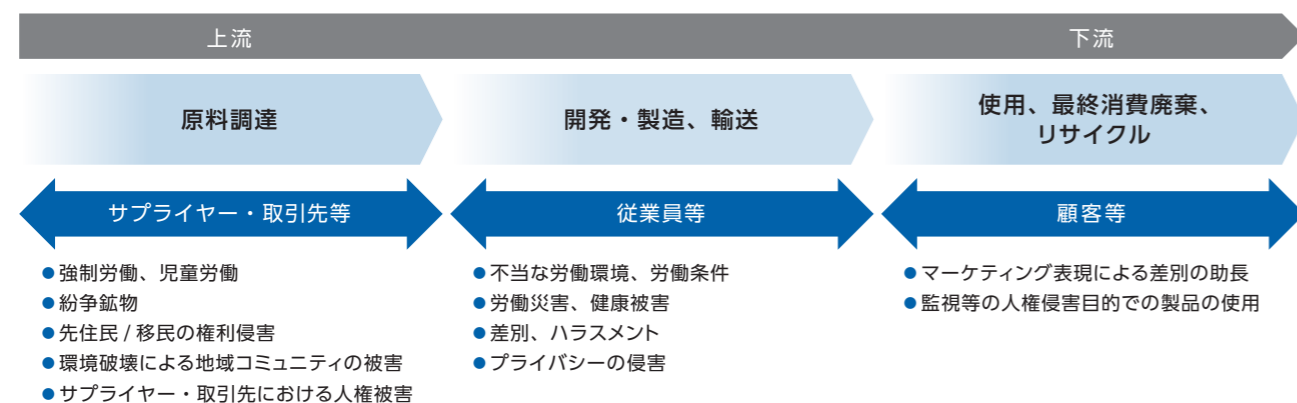 上流
下流
原料調達
開発・製造、輸送
使用、最終消費廃棄、
リサイクル
サプライヤー・取引先等
従業員等
顧客等
●強制労働、児童労働
●紛争鉱物
●先住民 / 移民の権利侵害
●環境破壊による地域コミュニティの被害
●サプライヤー・取引先における人権被害
●不当な労働環境、労働条件
●労働災害、健康被害
●差別、ハラスメント
●プライバシーの侵害
●マーケティング表現による差別の助長
●監視等の人権侵害目的での製品の使用